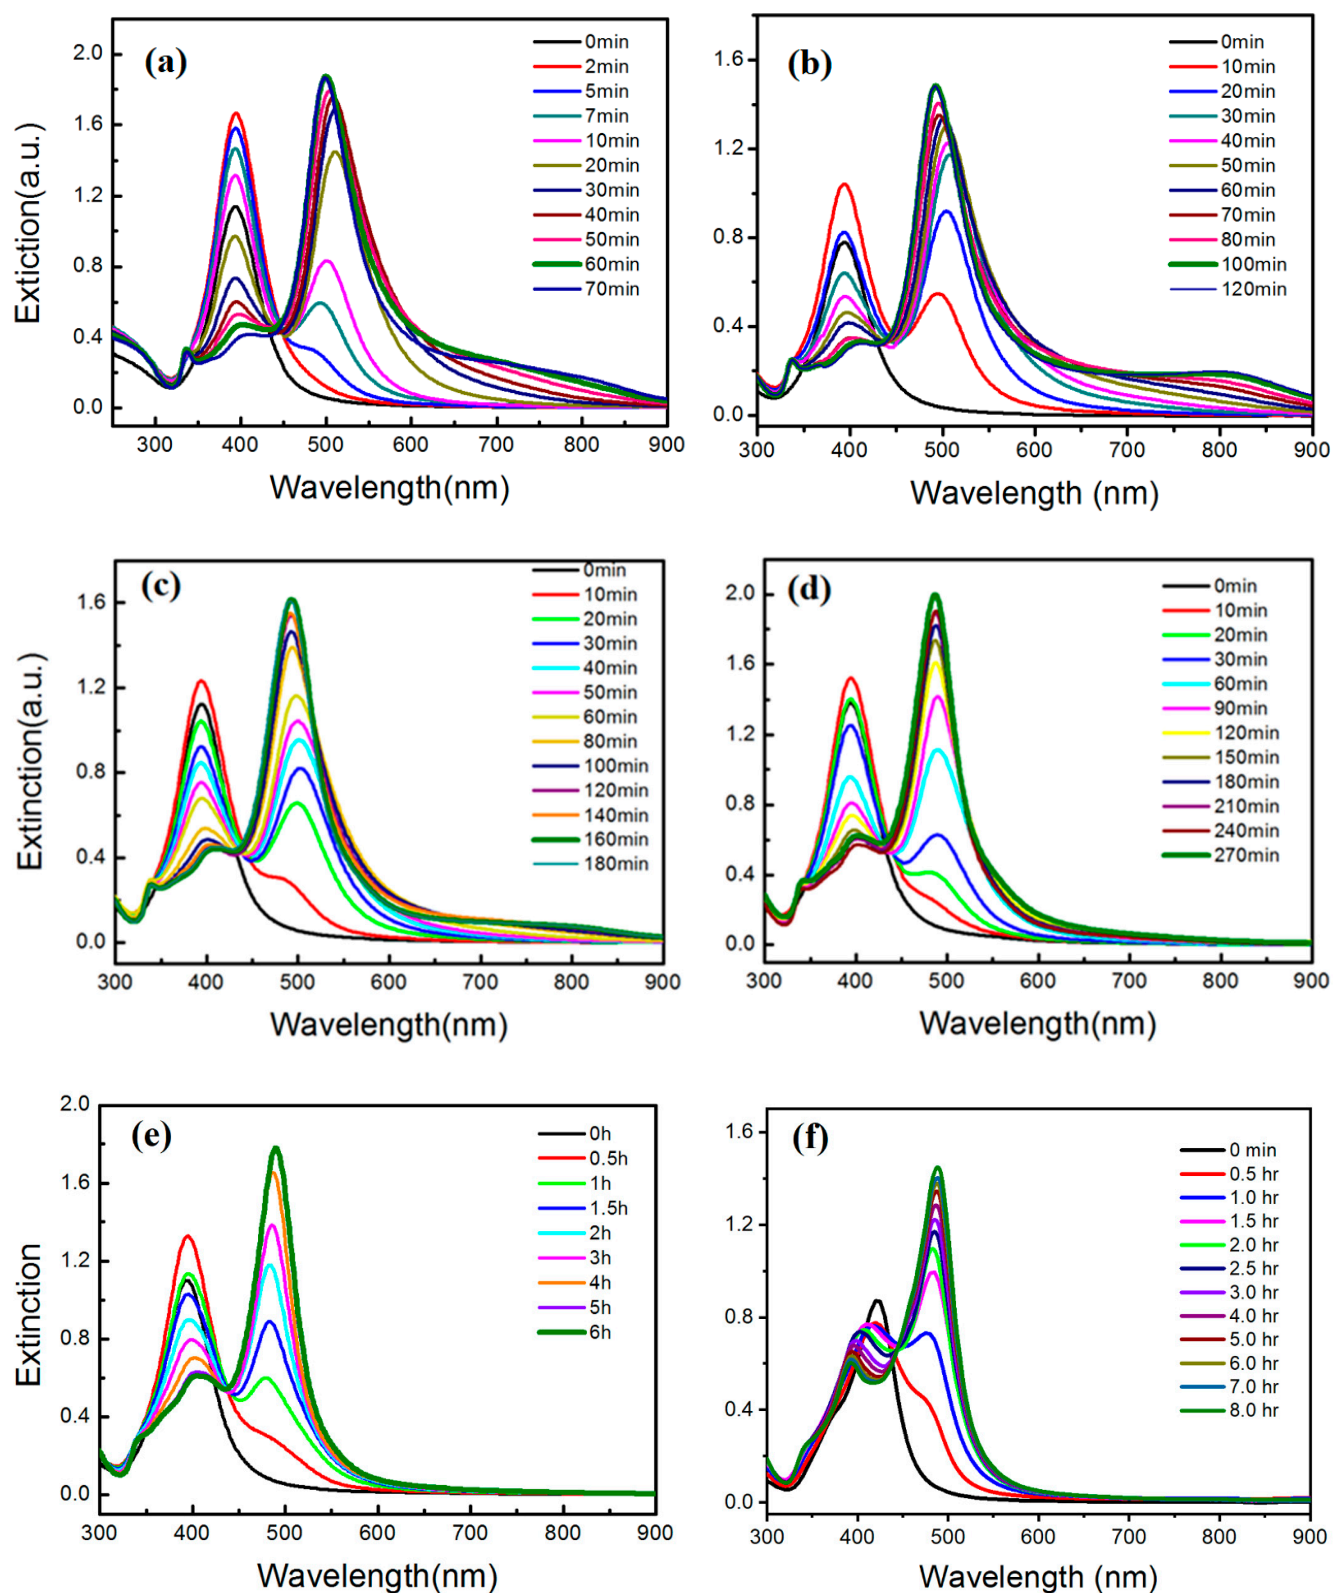 (a)
0min
2min
5min
7min
10min
20min
30min
40min
50min
60min
70min
2.0
1.6
1.2
0.8
0.4
0.0
300 400 500 600 700 800 900
Extiction(a.u.)
Wavelength(nm)
(b)
0min
10min
20min
30min
40min
50min
60min
70min
80min
100min
120min
1.6
1.2
0.8
0.4
0.0
300 400 500 600 700 800 900
Wavelength (nm)
(c)
0min
10min
20min
30min
40min
50min
60min
80min
100min
120min
140min
160min
180min
1.6
1.2
0.8
0.4
0.0
300 400 500 600 700 800 900
Extinction(a.u.)
Wavelength(nm)
(d)
0min
10min
20min
30min
60min
90min
120min
150min
180min
210min
240min
270min
2.0
1.6
1.2
0.8
0.4
0.0
300 400 500 600 700 800 900
Wavelength(nm)
(e)
0h
0.5h
1h
1.5h
2h
3h
4h
5h
6h
2.0
1.6
1.2
0.8
0.4
0.0
300 400 500 600 700 800 900
Extinction
Wavelength(nm)
(f)
0 min
0.5 hr
1.0 hr
1.5 hr
2.0 hr
2.5 hr
3.0 hr
4.0 hr
5.0 hr
6.0 hr
7.0 hr
8.0 hr
1.6
1.2
0.8
0.4
0.0
300 400 500 600 700 800 900
Wavelength (nm)